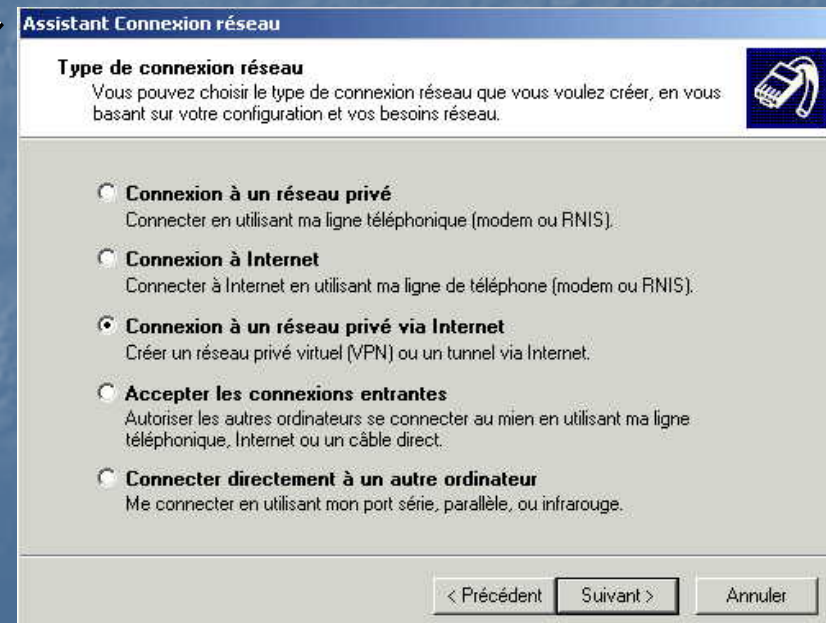 Assistant Connexion réseau
Type de connexion réseau
Vous pouvez choisir le type de connexion réseau que vous voulez créer, en vous
basant sur votre configuration et vos besoins réseau.
Connexion à un réseau privé
Connecter en utilisant ma ligne téléphonique (modem ou RNIS).
Connexion à Internet
Connecter à Internet en utilisant ma ligne de téléphone (modem ou RNIS).
Connexion à un réseau privé via Internet
Créer un réseau privé virtuel (VPN) ou un tunnel via Internet.
Accepter les connexions entrantes
Autoriser les autres ordinateurs se connecter au mien en utilisant ma ligne
téléphonique, Internet ou un câble direct.
Connecter directement à un autre ordinateur
Me connecter en utilisant mon port série, parallèle, ou infrarouge.
< Précédent Suivant > Annuler